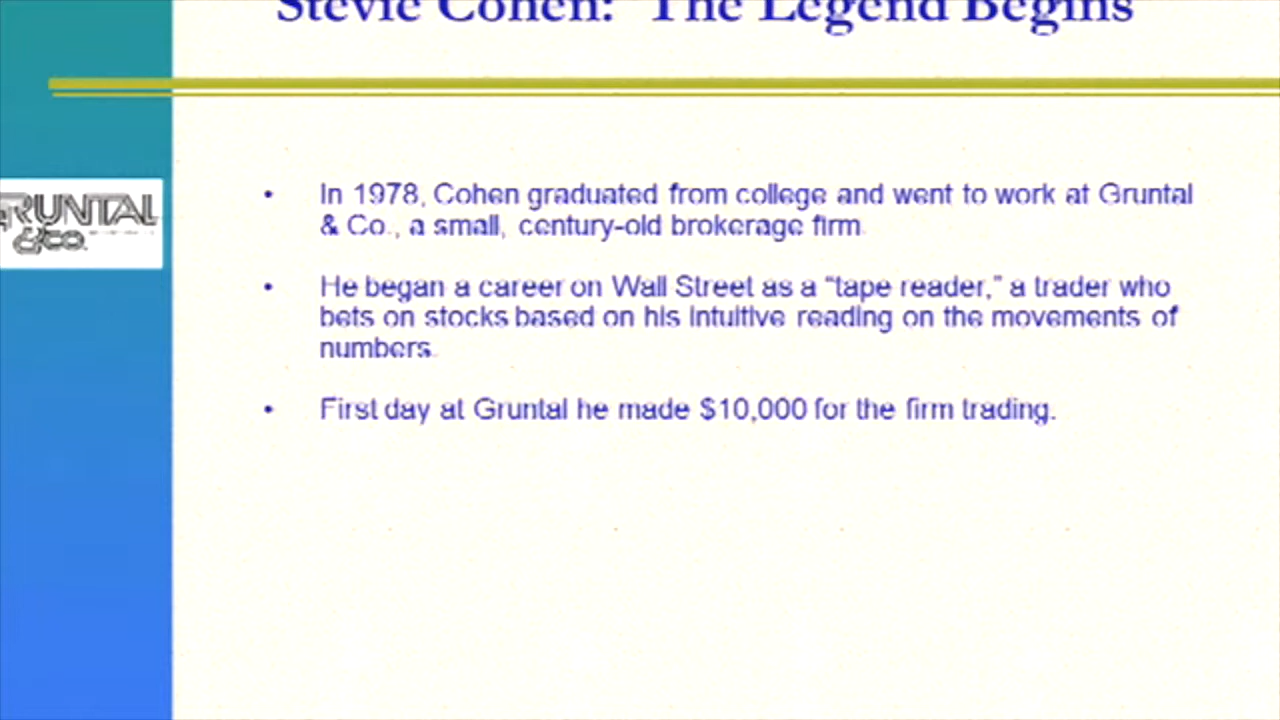 Stevie Cohen: The Legend Begins
GRUNTAL
&CO.
• In 1978, Cohen graduated from college and went to work at Gruntal
& Co., a small, century-old brokerage firm.
• He began a career on Wall Street as a “tape reader,” a trader who
bets on stocks based on his intuitive reading on the movements of
numbers.
• First day at Gruntal he made $10,000 for the firm trading.